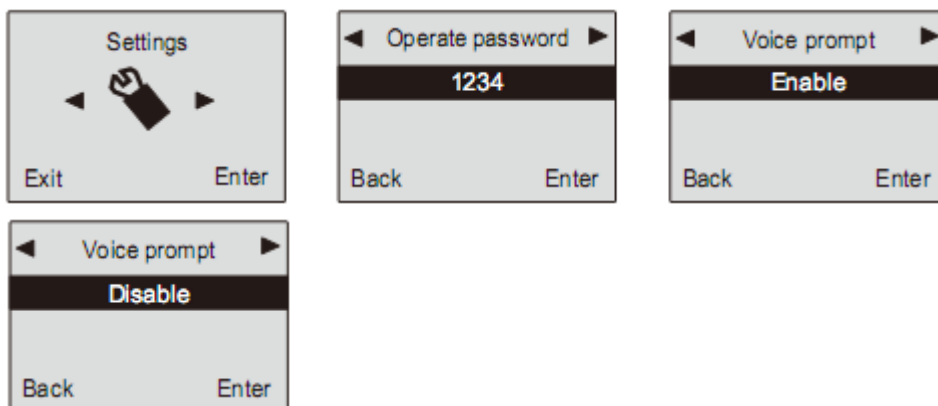 Settings
Exit Enter
Operate password
1234
Back Enter
Voice prompt
Enable
Back Enter
Voice prompt
Disable
Back Enter